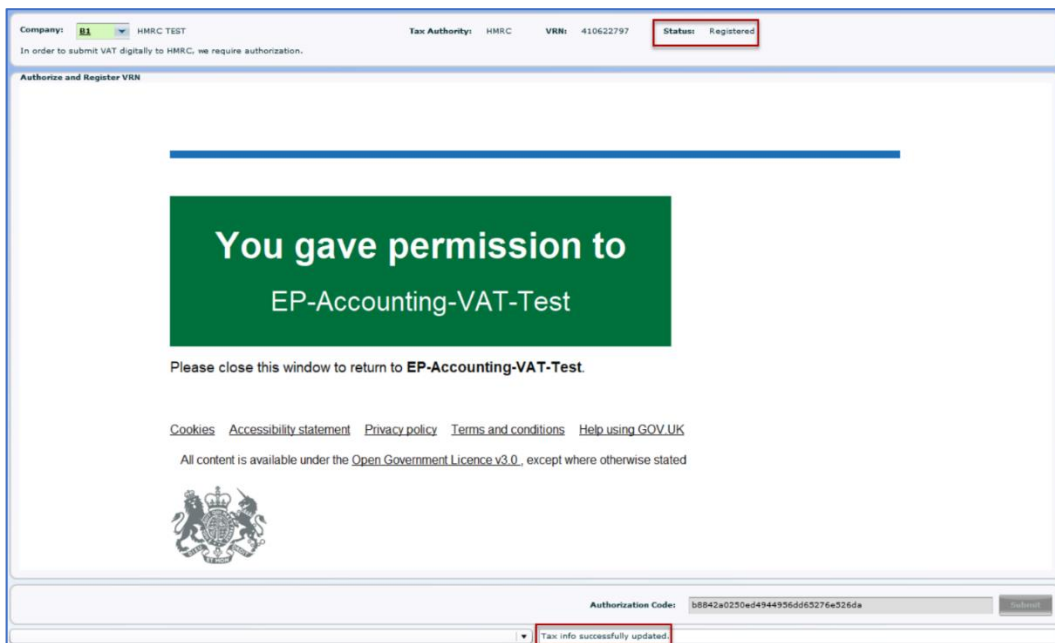 Company: B1 HMRC TEST Tax Authority: HMRC VRN: 410622797 Status: Registered
In order to submit VAT digitally to HMRC, we require authorization.
Authorize and Register VRN
You gave permission to
EP-Accounting-VAT-Test
Please close this window to return to EP-Accounting-VAT-Test.
Cookies Accessibility statement Privacy policy Terms and conditions Help using GOV.UK
All content is available under the Open Government Licence v3.0 , except where otherwise stated
Authorization Code: b8842a0250ed4944956dd65276e526da Submit
Tax info successfully updated.